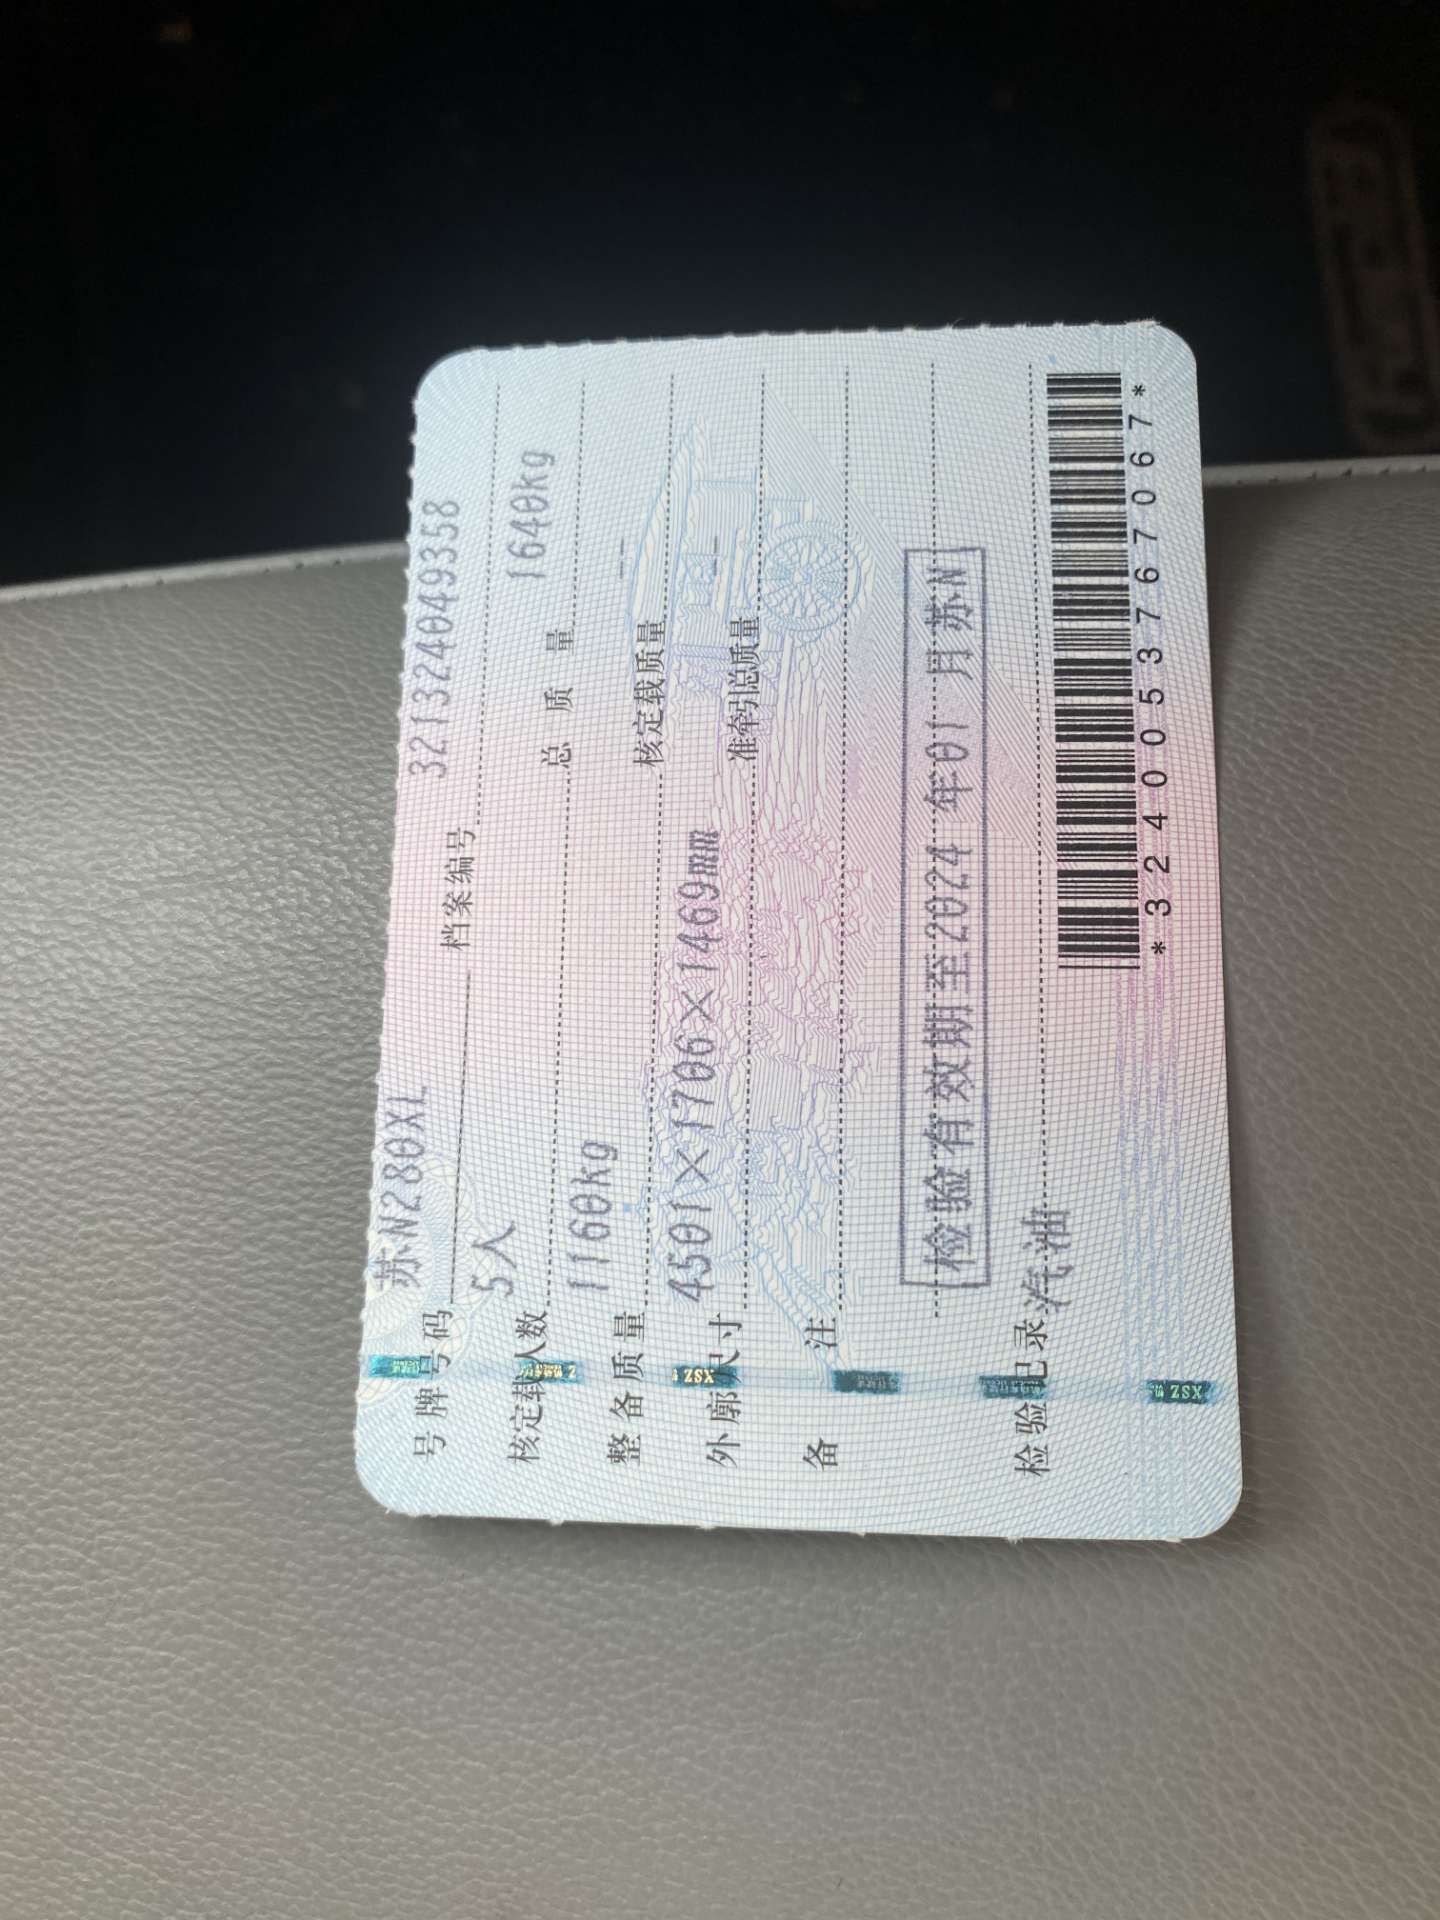 号牌号码 苏N280XL 档案编号 321324049358
核定载人数 5人 总质量 1640kg
整备质量 1160kg 核定载质量 --
外廓尺寸 4501×1706×1469mm 准牵引总质量 --
备注
检验有效期至2024年01月苏N
检验记录 汽油
*3240053767067*